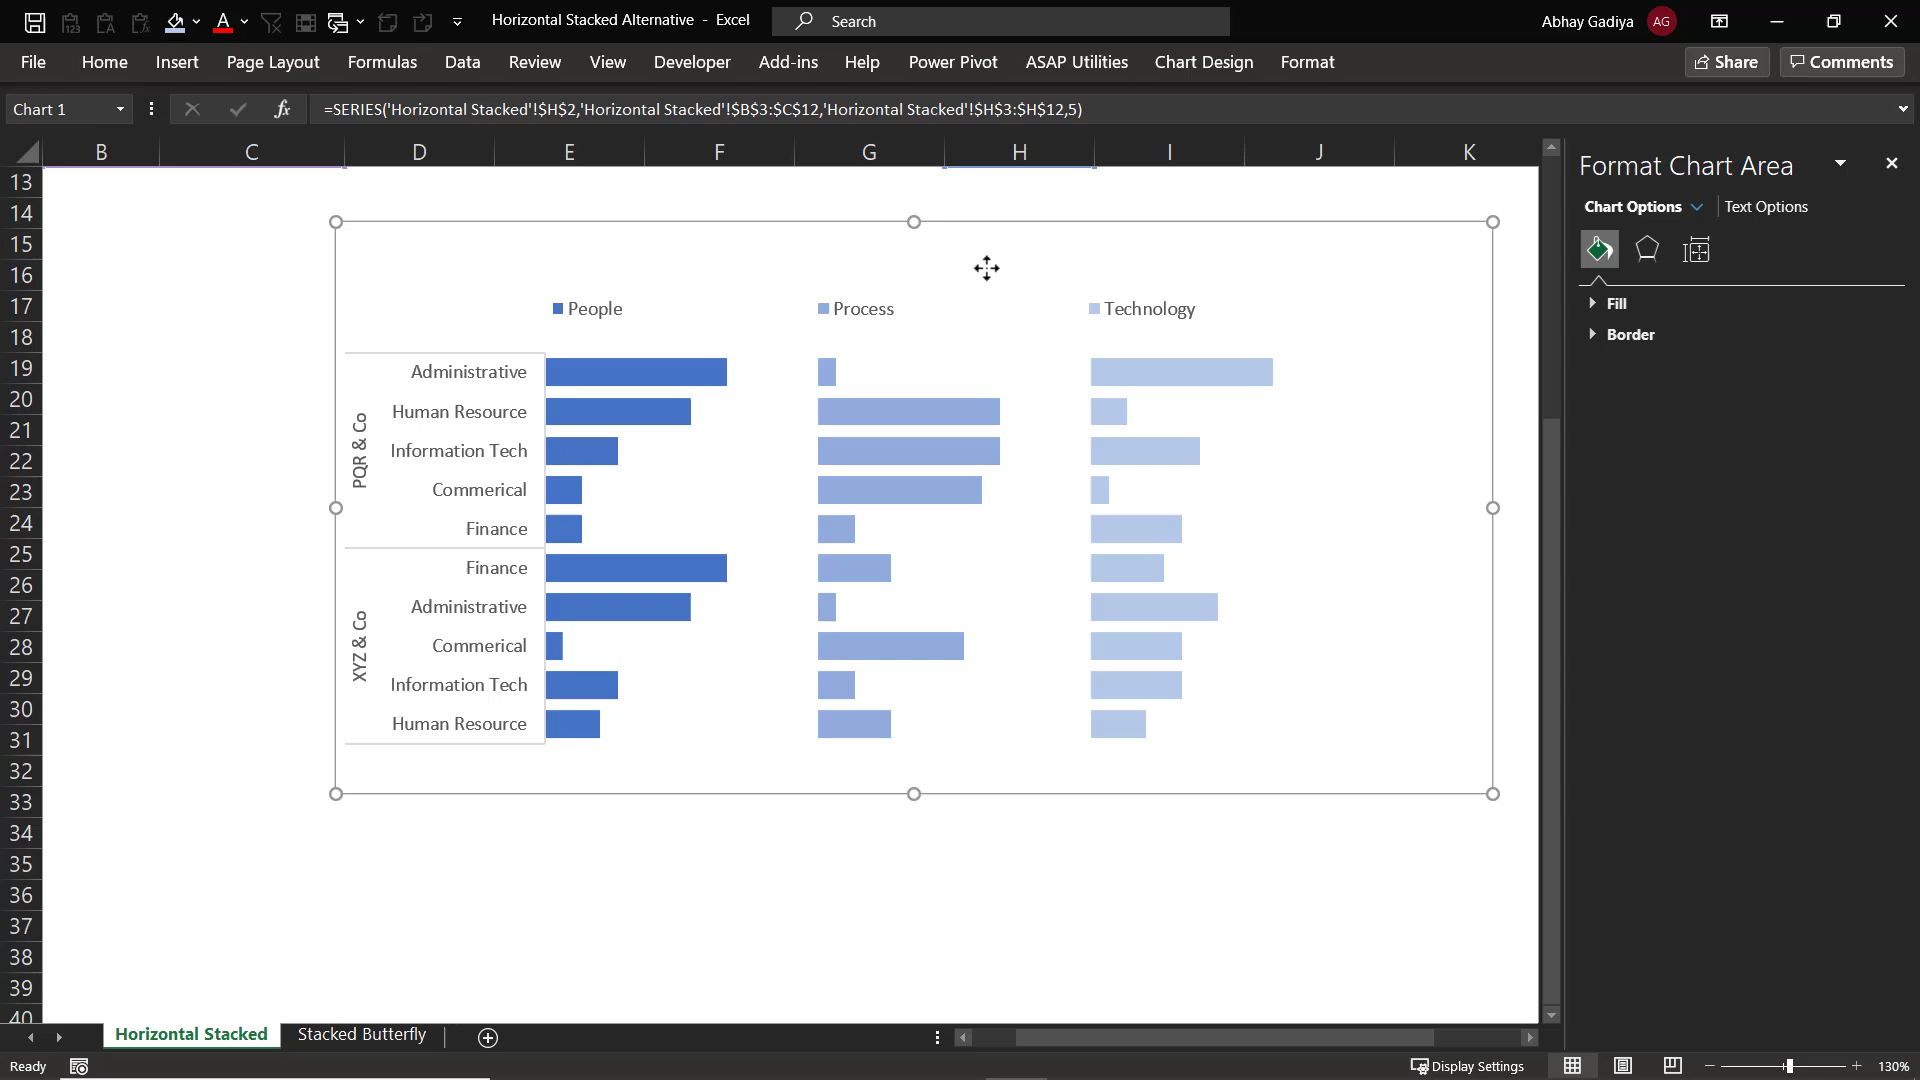 Horizontal Stacked Alternative - Excel
Search
Abhay Gadiya
AG
File Home Insert Page Layout Formulas Data Review View Developer Add-ins Help Power Pivot ASAP Utilities Chart Design Format
Share
Comments
Chart 1
fx
=SERIES('Horizontal Stacked'!$H$2,'Horizontal Stacked'!$B$3:$C$12,'Horizontal Stacked'!$H$3:$H$12,5)
B C D E F G H I J K
13
14
15
16
17
18
19
20
21
22
23
24
25
26
27
28
29
30
31
32
33
34
35
36
37
38
39
40
People Process Technology
PQR & Co
Administrative
Human Resource
Information Tech
Commerical
Finance
XYZ & Co
Finance
Administrative
Commerical
Information Tech
Human Resource
Format Chart Area
Chart Options
Text Options
Fill
Border
Horizontal Stacked
Stacked Butterfly
Ready
Display Settings
130%